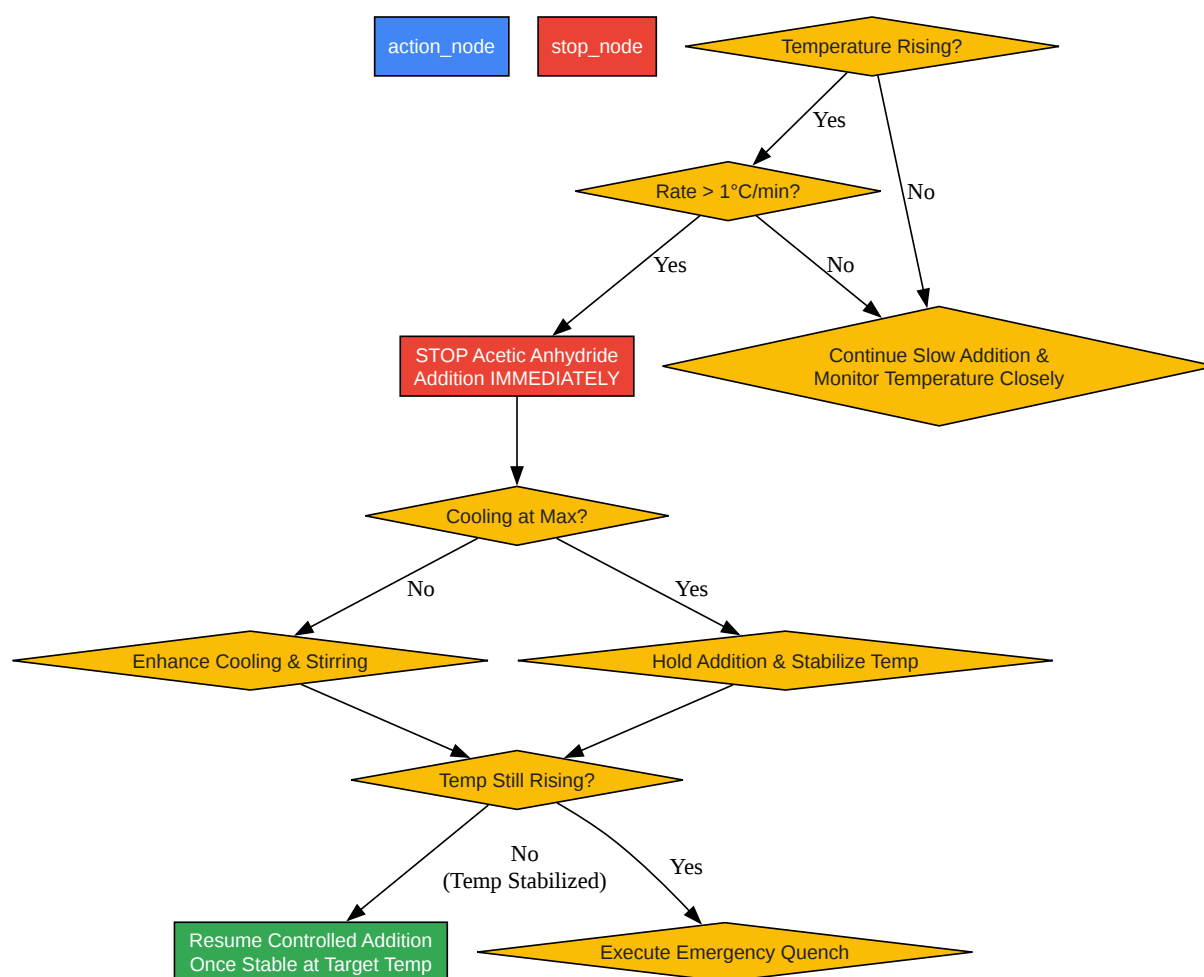 action_node
stop_node
Temperature Rising?
Yes
Rate > 1°C/min?
No
Yes
No
STOP Acetic Anhydride
Addition IMMEDIATELY
Continue Slow Addition &
Monitor Temperature Closely
Cooling at Max?
No
Yes
Enhance Cooling & Stirring
Hold Addition & Stabilize Temp
Temp Still Rising?
No
(Temp Stabilized)
Yes
Resume Controlled Addition
Once Stable at Target Temp
Execute Emergency Quench